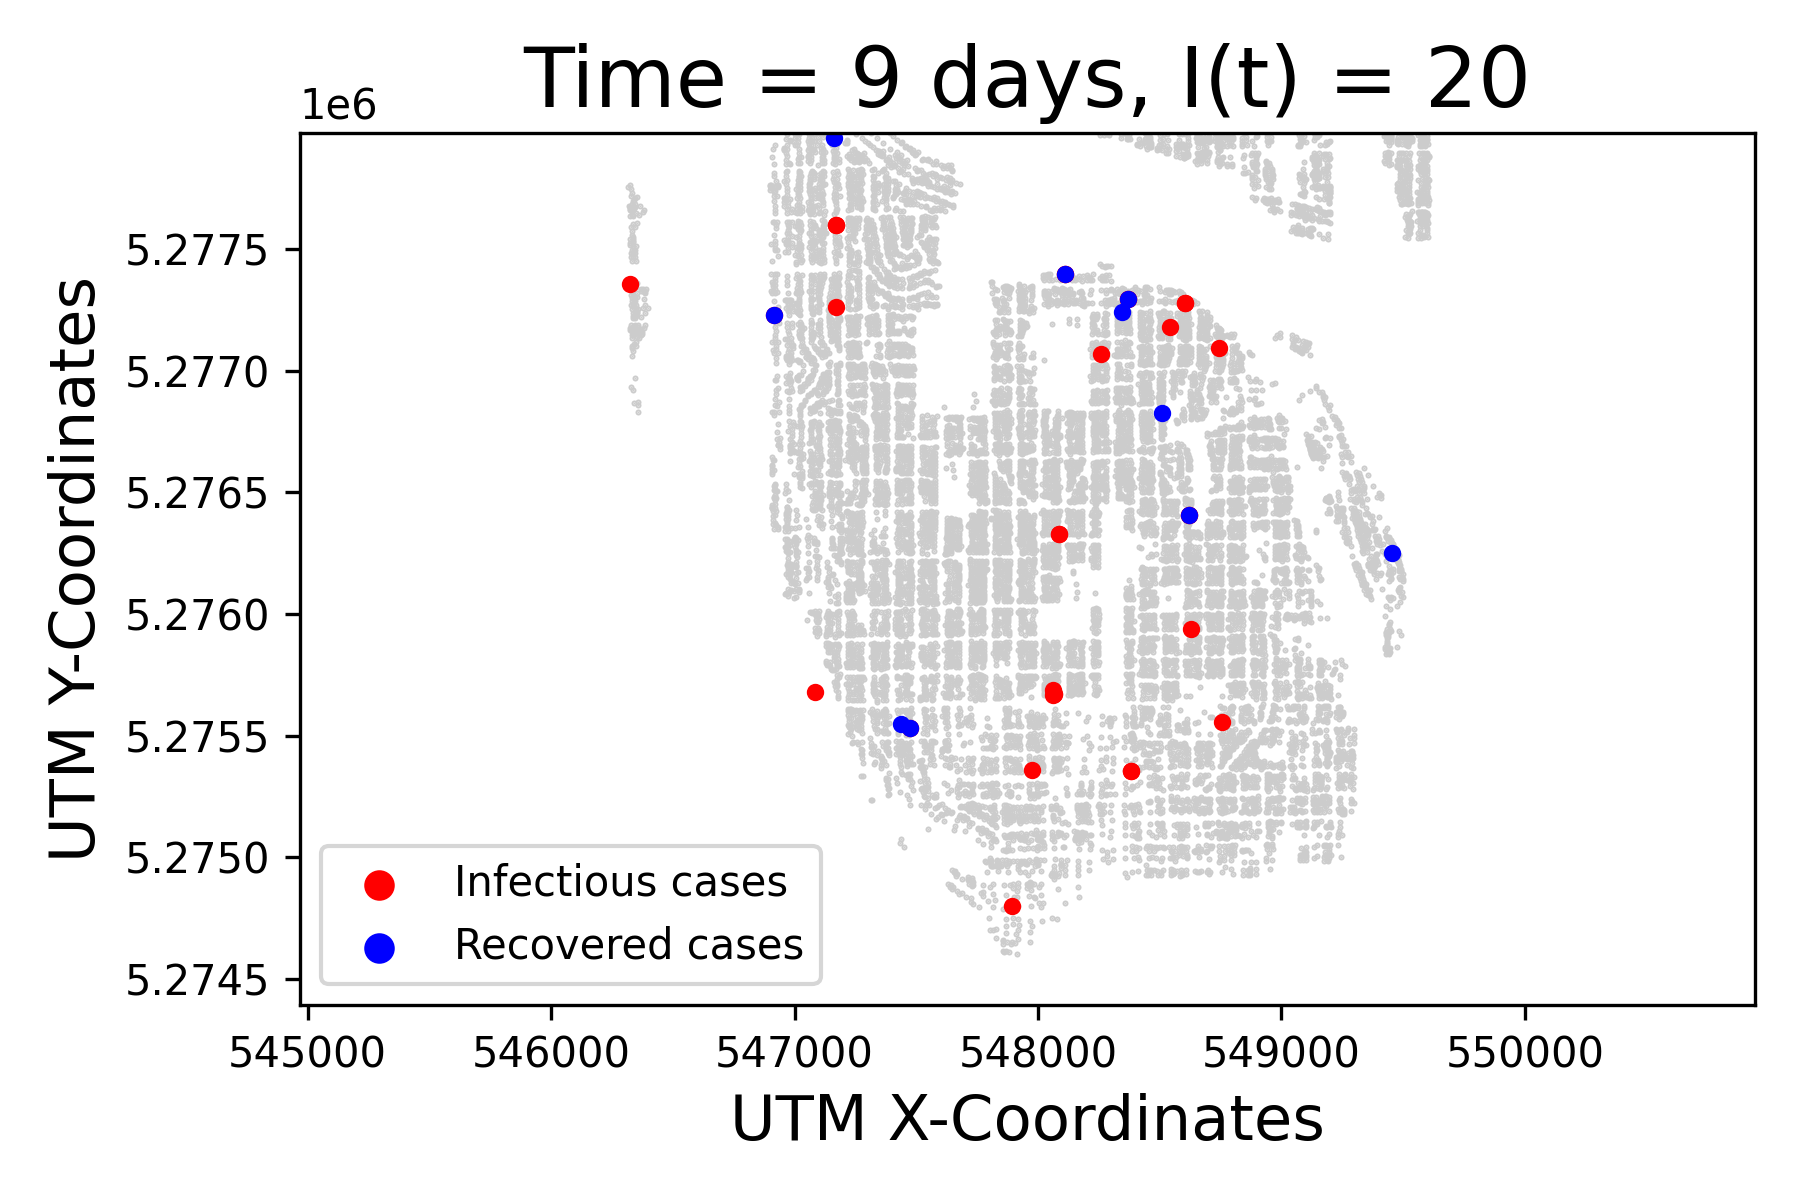 Time = 9 days, I(t) = 20
1e6
5.2775
5.2770
5.2765
5.2760
5.2755
5.2750
5.2745
UTM Y-Coordinates
Infectious cases
Recovered cases
545000 546000 547000 548000 549000 550000
UTM X-Coordinates